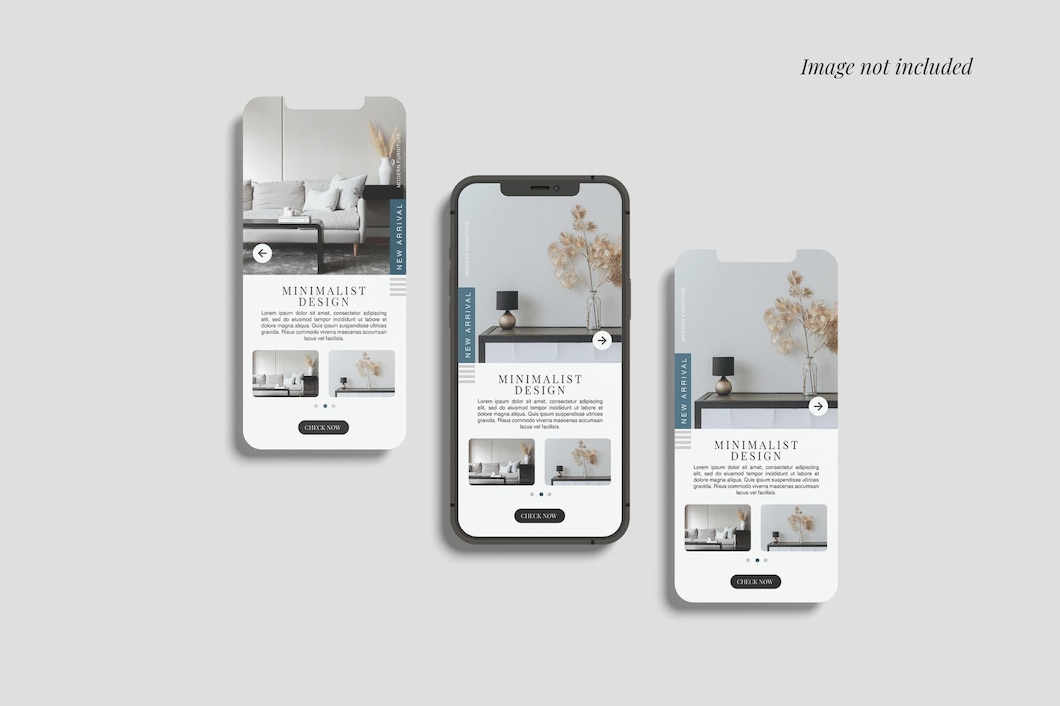 Image not included
MODERN FURNITURE
NEW ARRIVAL
MINIMALIST
DESIGN
Lorem ipsum dolor sit amet, consectetur adipiscing
elit, sed do eiusmod tempor incididunt ut labore et
dolore magna aliqua. Quis ipsum suspendisse ultrices
gravida. Risus commodo viverra maecenas accumsan
lacus vel facilisis.
CHECK NOW
MODERN FURNITURE
NEW ARRIVAL
MINIMALIST
DESIGN
Lorem ipsum dolor sit amet, consectetur adipiscing
elit, sed do eiusmod tempor incididunt ut labore et
dolore magna aliqua. Quis ipsum suspendisse ultrices
gravida. Risus commodo viverra maecenas accumsan
lacus vel facilisis.
CHECK NOW
MODERN FURNITURE
NEW ARRIVAL
MINIMALIST
DESIGN
Lorem ipsum dolor sit amet, consectetur adipiscing
elit, sed do eiusmod tempor incididunt ut labore et
dolore magna aliqua. Quis ipsum suspendisse ultrices
gravida. Risus commodo viverra maecenas accumsan
lacus vel facilisis.
CHECK NOW